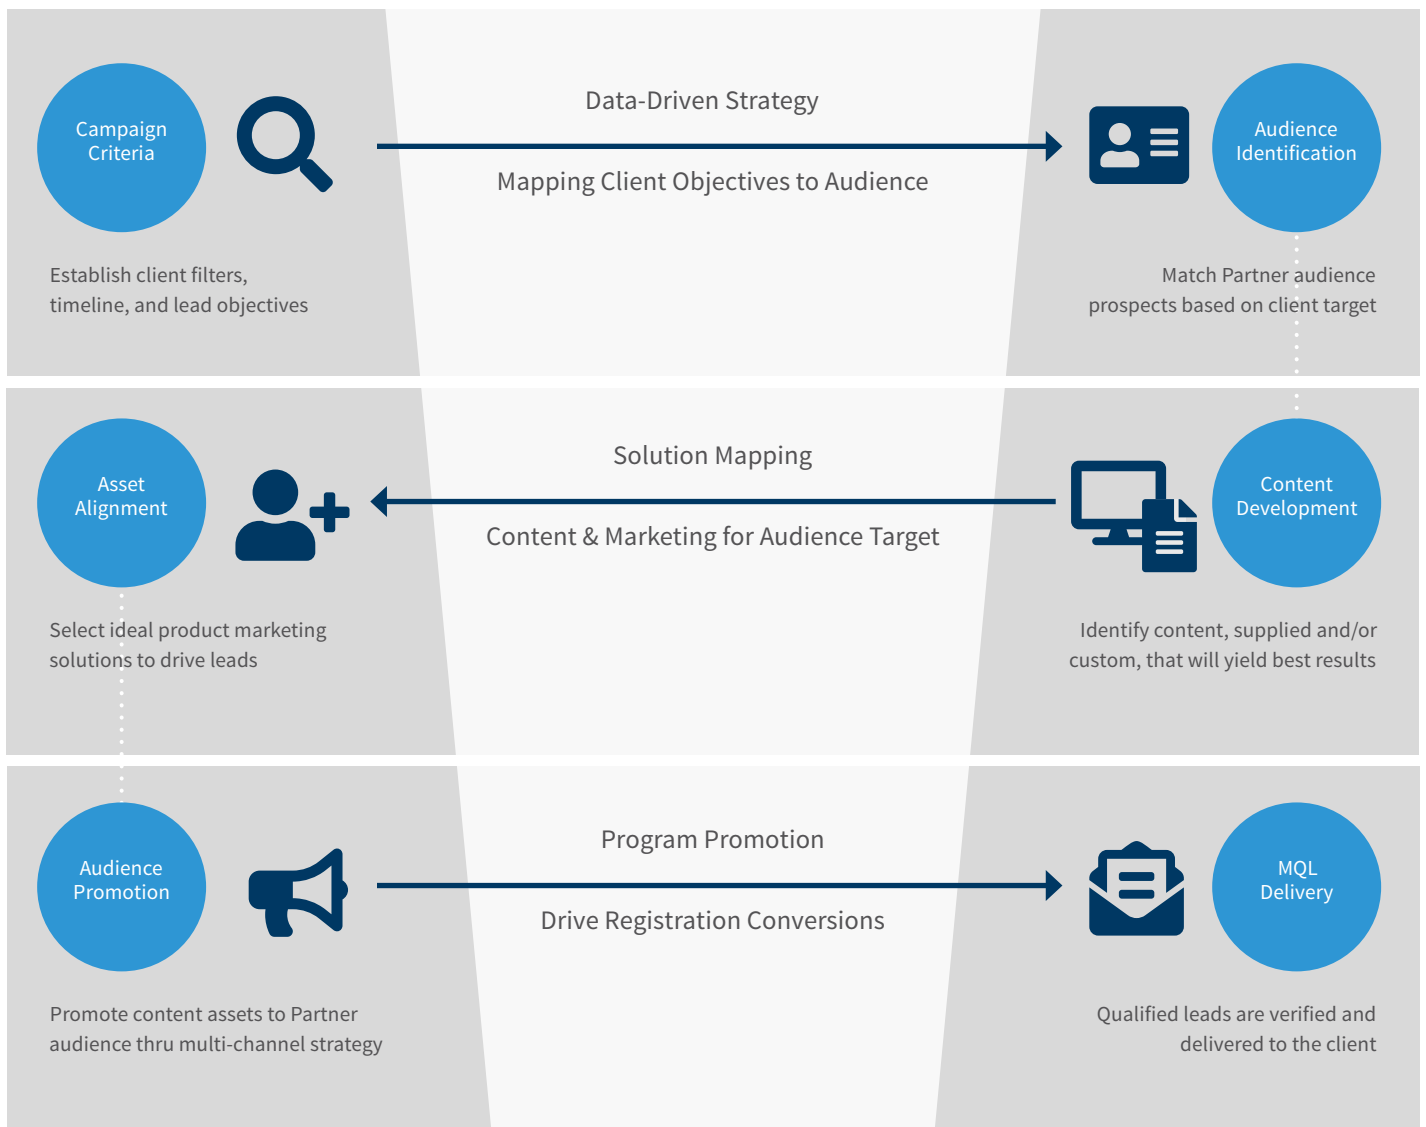 Campaign
Criteria
Establish client filters,
timeline, and lead objectives
Data-Driven Strategy
Mapping Client Objectives to Audience
Audience
Identification
Match Partner audience
prospects based on client target
Asset
Alignment
Select ideal product marketing
solutions to drive leads
Solution Mapping
Content & Marketing for Audience Target
Content
Development
Identify content, supplied and/or
custom, that will yield best results
Audience
Promotion
Promote content assets to Partner
audience thru multi-channel strategy
Program Promotion
Drive Registration Conversions
MQL
Delivery
Qualified leads are verified and
delivered to the client